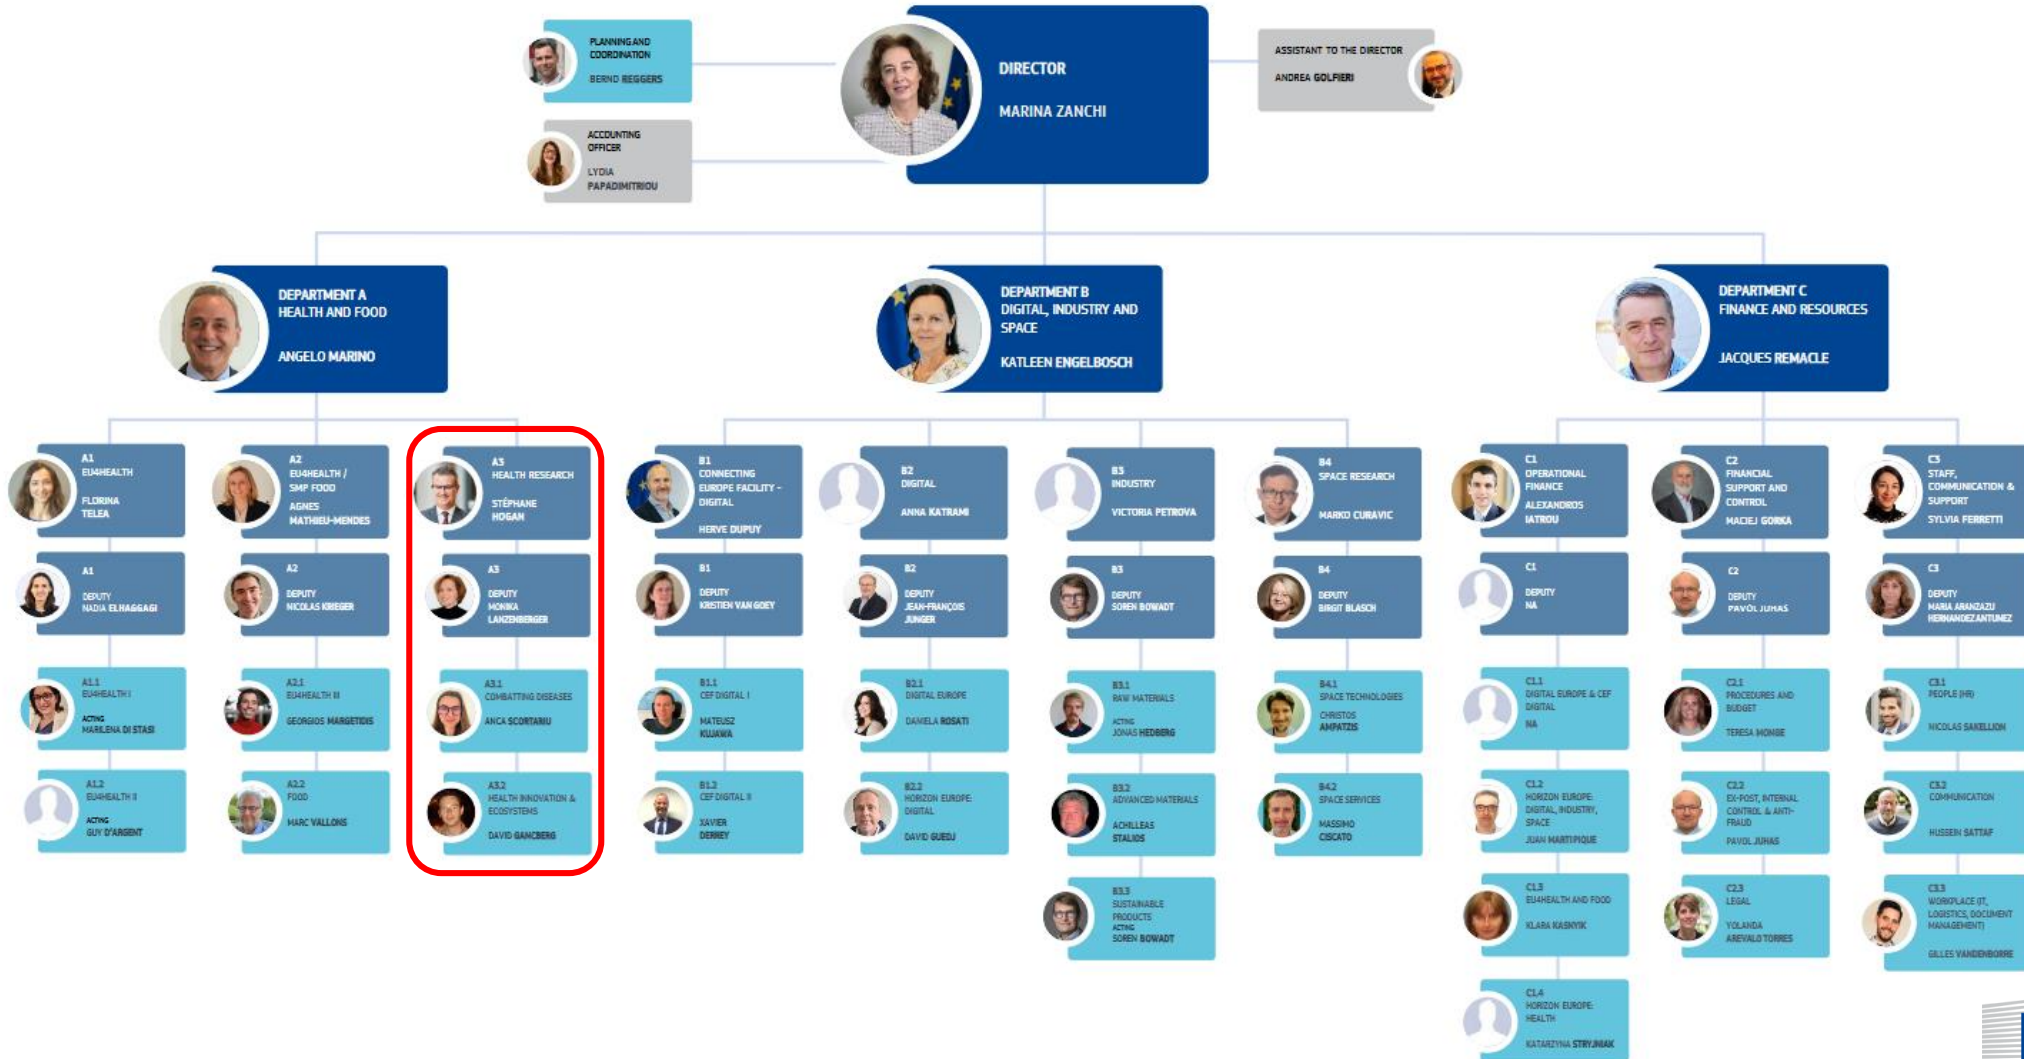 PLANNING AND
COORDINATION
BERND REGGERS
ACCOUNTING
OFFICER
LYDIA
PAPADIMITRIOU
DIRECTOR
MARINA ZANCHI
ASSISTANT TO THE DIRECTOR
ANDREA GOLFIERI
DEPARTMENT A
HEALTH AND FOOD
ANGELO MARINO
DEPARTMENT B
DIGITAL, INDUSTRY AND
SPACE
KATLEEN ENGELBOSCH
DEPARTMENT C
FINANCE AND RESOURCES
JACQUES REMACLE
A1
EU4HEALTH
FLORINA
TELEA
A1
DEPUTY
NADIA ELHAGGAGI
A1.1
EU4HEALTH I
ACTING
MARILENA DI STASI
A1.2
EU4HEALTH II
ACTING
GUY D'ARGENT
A2
EU4HEALTH /
SMP FOOD
AGNES
MATHIEU-MENDES
A2
DEPUTY
NICOLAS KRIEGER
A2.1
EU4HEALTH III
GEORGIOS MARGETIDIS
A2.2
FOOD
MARC VALLONS
A3
HEALTH RESEARCH
STÉPHANE
HOGAN
A3
DEPUTY
MONIKA
LANZENBERGER
A3.1
COMBATTING DISEASES
ANCA SCORTARIU
A3.2
HEALTH INNOVATION &
ECOSYSTEMS
DAVID GANCBERG
B1
CONNECTING
EUROPE FACILITY -
DIGITAL
HERVE DUPUY
B1
DEPUTY
KRISTIEN VAN GOEY
B1.1
CEF DIGITAL I
MATEUSZ
KUJAWA
B1.2
CEF DIGITAL II
XAVIER
DERREY
B2
DIGITAL
ANNA KATRAMI
B2
DEPUTY
JEAN-FRANÇOIS
JUNGER
B2.1
DIGITAL EUROPE
DANIELA ROSATI
B2.2
HORIZON EUROPE:
DIGITAL
DAVID GUEDJ
B3
INDUSTRY
VICTORIA PETROVA
B3
DEPUTY
SOREN BOWADT
B3.1
RAW MATERIALS
ACTING
JONAS HEDBERG
B3.2
ADVANCED MATERIALS
ACHILLEAS
STALIOS
B3.3
SUSTAINABLE
PRODUCTS
ACTING
SOREN BOWADT
B4
SPACE RESEARCH
MARKO CURAVIC
B4
DEPUTY
BIRGIT BLASCH
B4.1
SPACE TECHNOLOGIES
CHRISTOS
AMPATZIS
B4.2
SPACE SERVICES
MASSIMO
CISCATO
C1
OPERATIONAL
FINANCE
ALEXANDROS
IATROU
C1
DEPUTY
NA
C1.1
DIGITAL EUROPE & CEF
DIGITAL
NA
C1.2
HORIZON EUROPE:
DIGITAL, INDUSTRY,
SPACE
JUAN MARTI PIQUE
C1.3
EU4HEALTH AND FOOD
KLARA KASNYIK
C1.4
HORIZON EUROPE:
HEALTH
KATARZYNA STRYJNIAK
C2
FINANCIAL
SUPPORT AND
CONTROL
MACIEJ GORKA
C2
DEPUTY
PAVOL JUHAS
C2.1
PROCEDURES AND
BUDGET
TERESA MONGE
C2.2
EX-POST, INTERNAL
CONTROL & ANTI-
FRAUD
PAVOL JUHAS
C2.3
LEGAL
YOLANDA
AREVALO TORRES
C3
STAFF,
COMMUNICATION &
SUPPORT
SYLVIA FERRETTI
C3
DEPUTY
MARIA ARANZAZU
HERNANDEZ ANTUNEZ
C3.1
PEOPLE (HR)
NICOLAS SAKELLION
C3.2
COMMUNICATION
HUSSEIN SATTAF
C3.3
WORKPLACE (IT,
LOGISTICS, DOCUMENT
MANAGEMENT)
GILLES VANDENBORRE